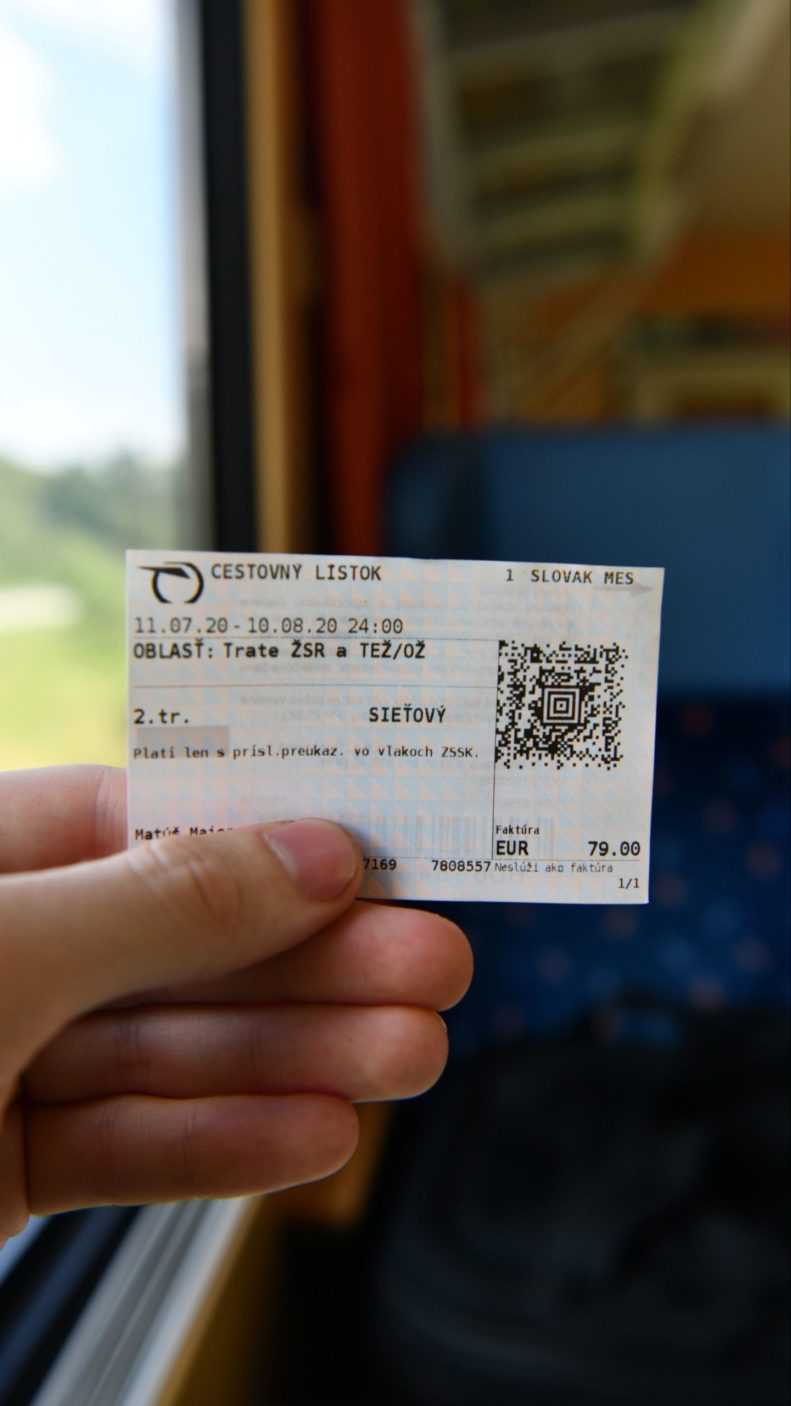 CESTOVNÝ LÍSTOK
1 SLOVAK MES
11.07.20 - 10.08.20 24:00
OBLASŤ: Trate ŽSR a TEŽ/OŽ
2.tr.
SIEŤOVÝ
Platí len s prísl.preukaz. vo vlakoch ZSSK.
Matúš
Faktúra
EUR 79.00
7169 7808557
Neslúži ako faktúra
1/1